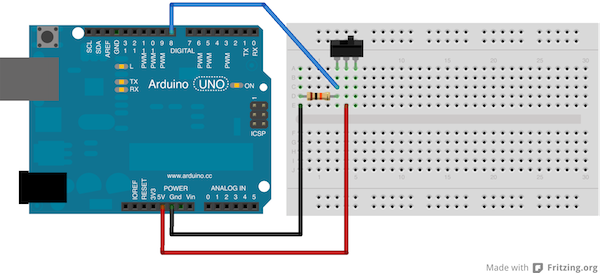 SCL
SDA
AREF
GND
13
12
PWM 11
PWM 10
PWM 9
8
DIGITAL
7
PWM 6
PWM 5
4
PWM 3
2
TX 1
RX 0
L
TX
RX
Arduino UNO
ON
1
ICSP
www.arduino.cc
POWER
ANALOG IN
IOREF
RESET
3V3
5V
Gnd
Vin
0 1 2 3 4 5
Made with Fritzing.org